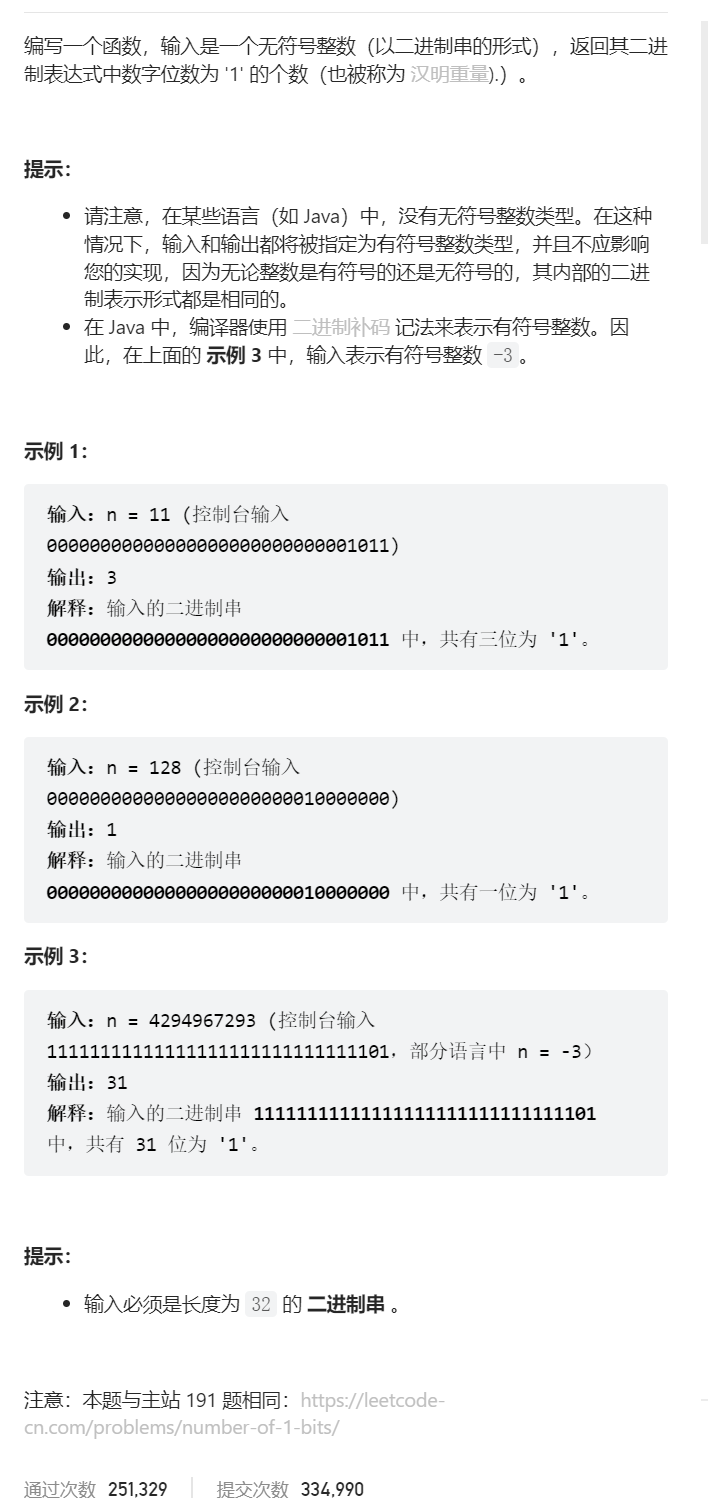 编写一个函数，输入是一个无符号整数（以二进制串的形式），返回其二进
制表达式中数字位数为 '1' 的个数（也被称为 汉明重量).）。
提示：
请注意，在某些语言（如 Java）中，没有无符号整数类型。在这种
情况下，输入和输出都将被指定为有符号整数类型，并且不应影响
您的实现，因为无论整数是有符号的还是无符号的，其内部的二进
制表示形式都是相同的。
在 Java 中，编译器使用 二进制补码 记法来表示有符号整数。因
此，在上面的 示例 3 中，输入表示有符号整数 -3。
示例 1：
输入：n = 11 (控制台输入
00000000000000000000000000001011)
输出：3
解释：输入的二进制串
00000000000000000000000000001011 中，共有三位为 '1'。
示例 2：
输入：n = 128 (控制台输入
00000000000000000000000010000000)
输出：1
解释：输入的二进制串
00000000000000000000000010000000 中，共有一位为 '1'。
示例 3：
输入：n = 4294967293 (控制台输入
11111111111111111111111111111101，部分语言中 n = -3）
输出：31
解释：输入的二进制串 11111111111111111111111111111101
中，共有 31 位为 '1'。
提示：
输入必须是长度为 32 的 二进制串 。
注意：本题与主站 191 题相同：https://leetcode-
cn.com/problems/number-of-1-bits/
通过次数 251,329 提交次数 334,990